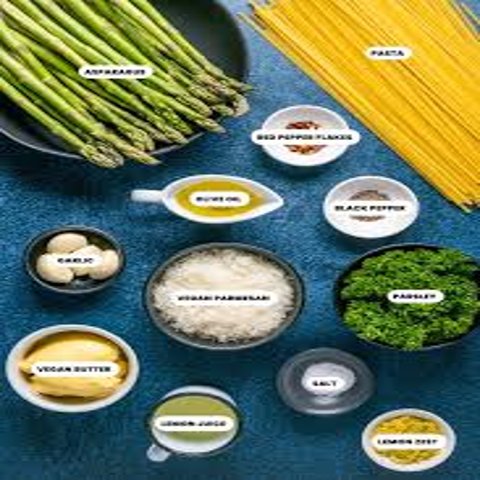 PASTA
ASPARAGUS
RED PEPPER FLAKES
OLIVE OIL
BLACK PEPPER
GARLIC
VEGAN PARMESAN
PARSLEY
VEGAN BUTTER
SALT
LEMON JUICE
LEMON ZEST